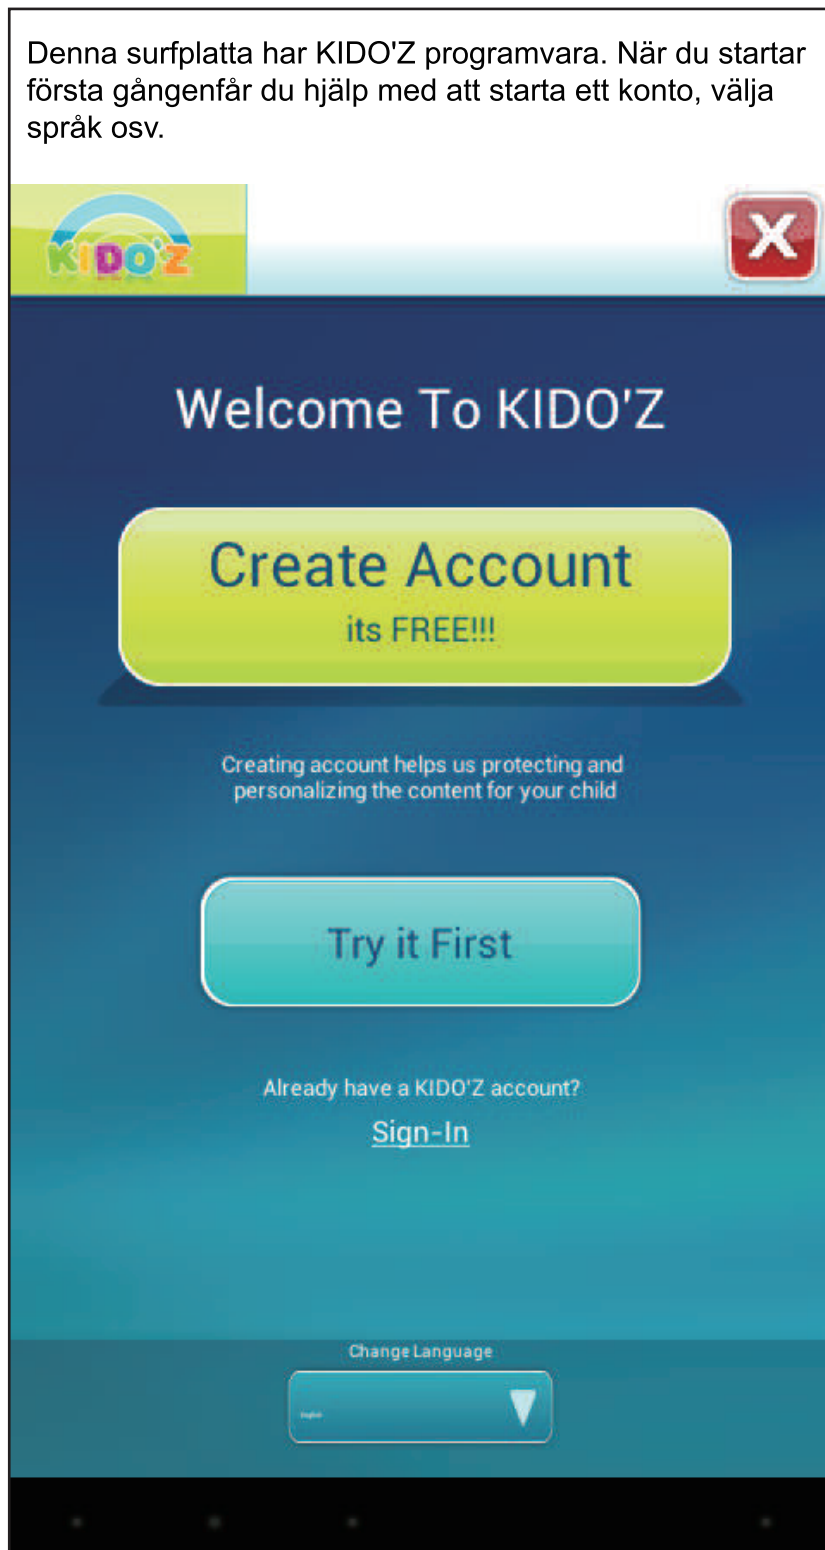 Denna surfplatta har KIDO'Z programvara. När du startar
första gångenfår du hjälp med att starta ett konto, välja
språk osv.
KIDO'Z
X
Welcome To KIDO'Z
Create Account
its FREE!!!
Creating account helps us protecting and
personalizing the content for your child
Try it First
Already have a KIDO'Z account?
Sign-In
Change Language
English